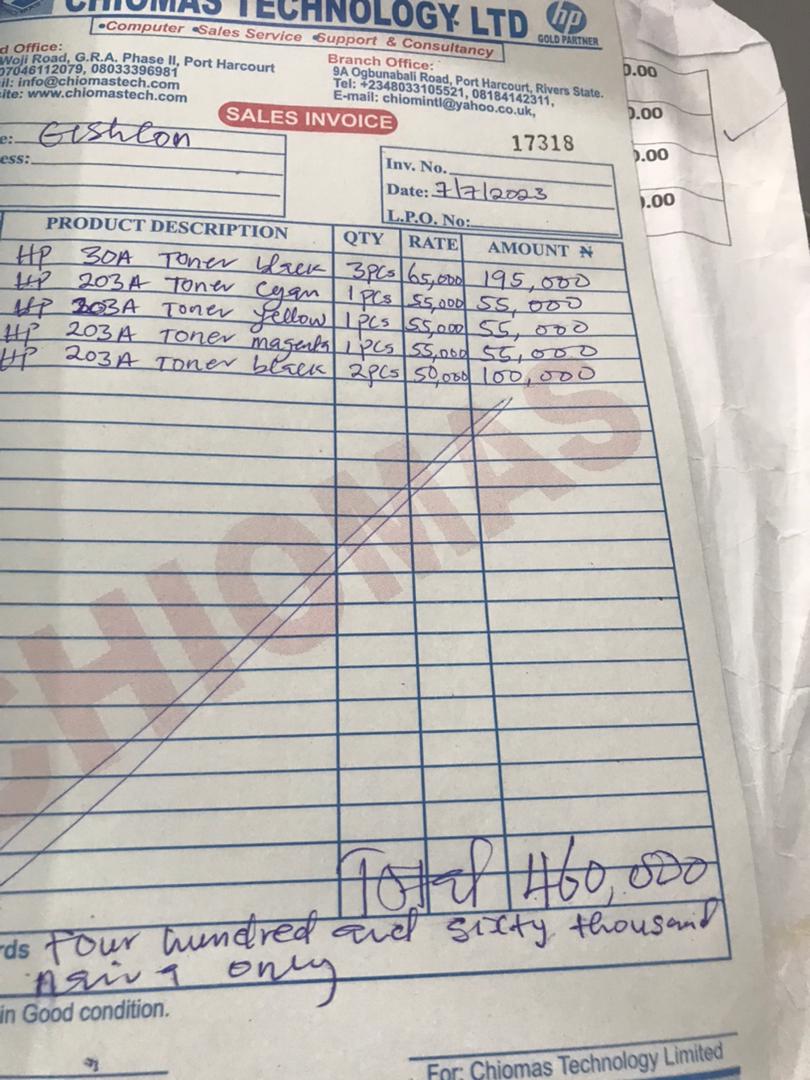 CHIOMAS TECHNOLOGY LTD
hp
GOLD PARTNER
•Computer •Sales Service •Support & Consultancy
d Office:
Woji Road, G.R.A. Phase II, Port Harcourt
07046112079, 08033396981
il: info@chiomastech.com
site: www.chiomastech.com
Branch Office:
9A Ogbunabali Road, Port Harcourt, Rivers State.
Tel: +2348033105521, 08184142311,
E-mail: chiomintl@yahoo.co.uk,
SALES INVOICE
17318
e:
ess:
Inv. No.
Date: 7/7/2023
L.P.O. No:
PRODUCT DESCRIPTION QTY RATE AMOUNT ₦
HP 30A Toner black 3pcs 65,000 195,000
HP 203A Toner Cyan 1pcs 55,000 55,000
HP 203A Toner Yellow 1pcs 55,000 55,000
HP 203A Toner magenta 1pcs 55,000 55,000
HP 203A Toner black 2pcs 50,000 100,000
CHIOMAS
Total 460,000
rds Four hundred and sixty thousand
naira only
in Good condition.
For: Chiomas Technology Limited
0.00
0.00
0.00
0.00